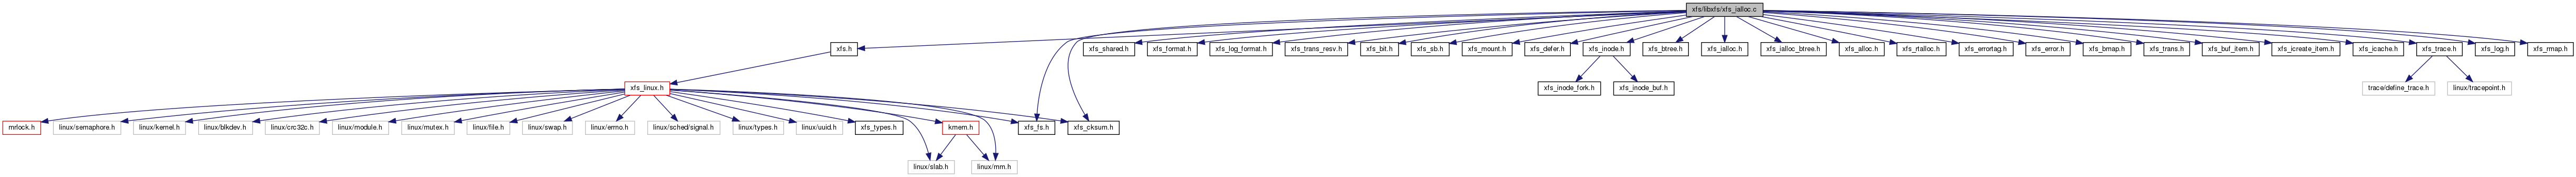 xfs/libxfs/xfs_ialloc.c
xfs.h
xfs_shared.h
xfs_format.h
xfs_log_format.h
xfs_trans_resv.h
xfs_bit.h
xfs_sb.h
xfs_mount.h
xfs_defer.h
xfs_inode.h
xfs_btree.h
xfs_ialloc.h
xfs_ialloc_btree.h
xfs_alloc.h
xfs_rtalloc.h
xfs_errortag.h
xfs_error.h
xfs_bmap.h
xfs_trans.h
xfs_buf_item.h
xfs_icreate_item.h
xfs_icache.h
xfs_trace.h
xfs_log.h
xfs_rmap.h
xfs_linux.h
xfs_inode_fork.h
xfs_inode_buf.h
trace/define_trace.h
linux/tracepoint.h
mrlock.h
linux/semaphore.h
linux/kernel.h
linux/blkdev.h
linux/crc32c.h
linux/module.h
linux/mutex.h
linux/file.h
linux/swap.h
linux/errno.h
linux/sched/signal.h
linux/types.h
linux/uuid.h
xfs_types.h
kmem.h
xfs_fs.h
xfs_cksum.h
linux/slab.h
linux/mm.h